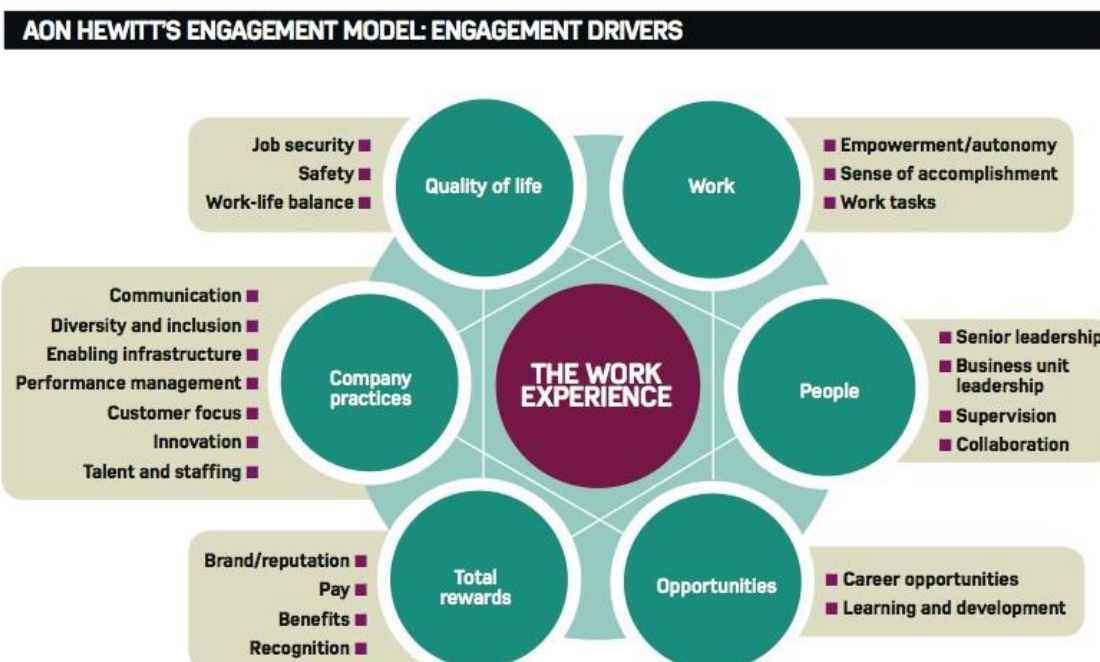 AON HEWITT'S ENGAGEMENT MODEL: ENGAGEMENT DRIVERS
Job security
Safety
Work-life balance
Quality of life
Work
Empowerment/autonomy
Sense of accomplishment
Work tasks
Communication
Diversity and inclusion
Enabling infrastructure
Performance management
Customer focus
Innovation
Talent and staffing
Company
practices
THE WORK
EXPERIENCE
People
Senior leadership
Business unit
leadership
Supervision
Collaboration
Brand/reputation
Pay
Benefits
Recognition
Total
rewards
Opportunities
Career opportunities
Learning and development